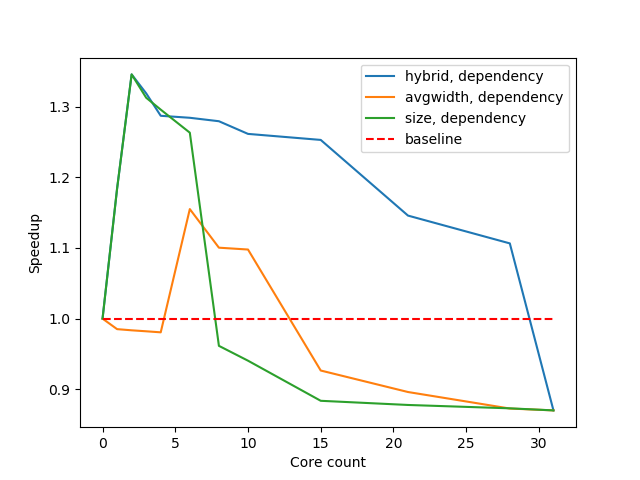 hybrid, dependency
avgwidth, dependency
size, dependency
baseline
1.3
1.2
1.1
1.0
0.9
Speedup
0 5 10 15 20 25 30
Core count